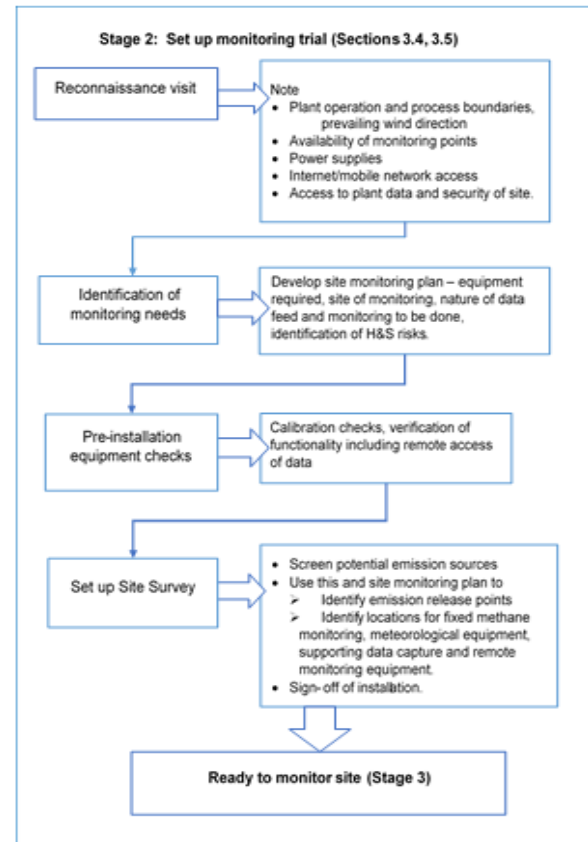 Stage 2: Set up monitoring trial (Sections 3.4, 3.5)
Reconnaissance visit
Note
• Plant operation and process boundaries,
prevailing wind direction
• Availability of monitoring points
• Power supplies
• Internet/mobile network access
• Access to plant data and security of site.
Identification of
monitoring needs
Develop site monitoring plan – equipment
required, site of monitoring, nature of data
feed and monitoring to be done,
identification of H&S risks.
Pre-installation
equipment checks
Calibration checks, verification of
functionality including remote access
of data
Set up Site Survey
• Screen potential emission sources
• Use this and site monitoring plan to
➢ Identify emission release points
➢ Identify locations for fixed methane
monitoring, meteorological equipment,
supporting data capture and remote
monitoring equipment.
• Sign-off of installation.
Ready to monitor site (Stage 3)